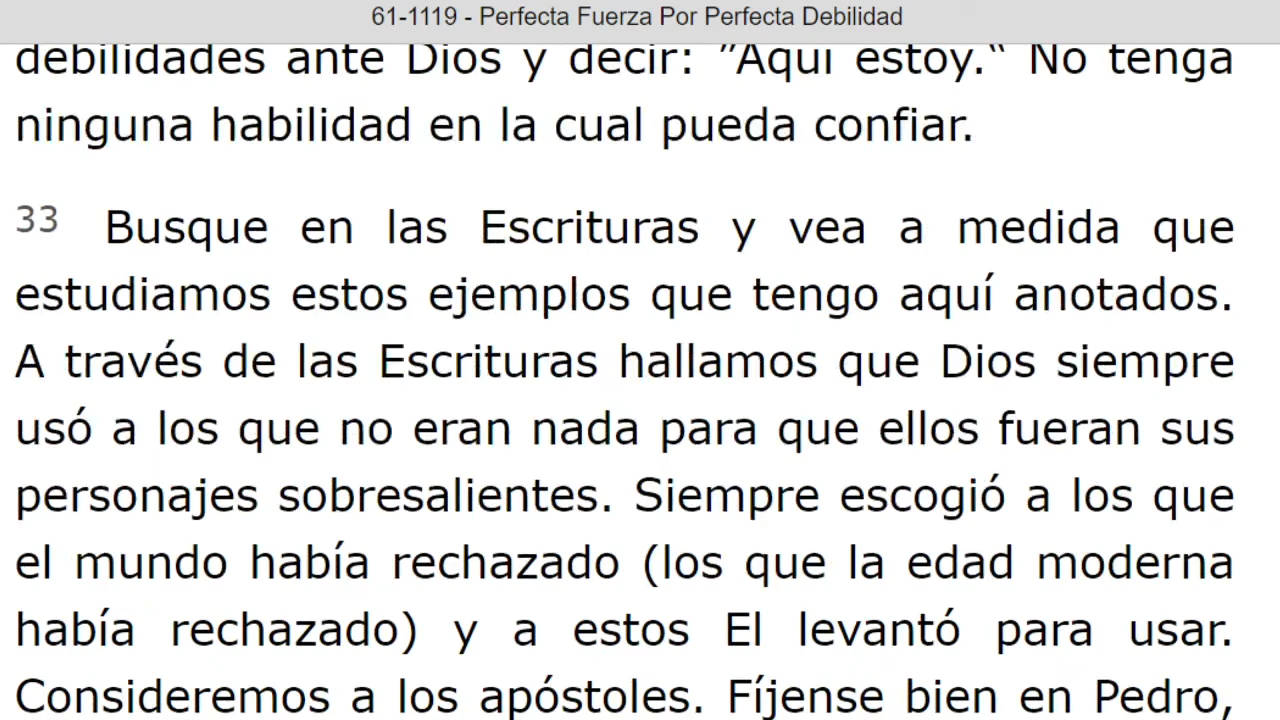 61-1119 - Perfecta Fuerza Por Perfecta Debilidad
debilidades ante Dios y decir: "Aquí estoy.“ No tenga
ninguna habilidad en la cual pueda confiar.
33 Busque en las Escrituras y vea a medida que
estudiamos estos ejemplos que tengo aquí anotados.
A través de las Escrituras hallamos que Dios siempre
usó a los que no eran nada para que ellos fueran sus
personajes sobresalientes. Siempre escogió a los que
el mundo había rechazado (los que la edad moderna
había rechazado) y a estos El levantó para usar.
Consideremos a los apóstoles. Fíjense bien en Pedro,